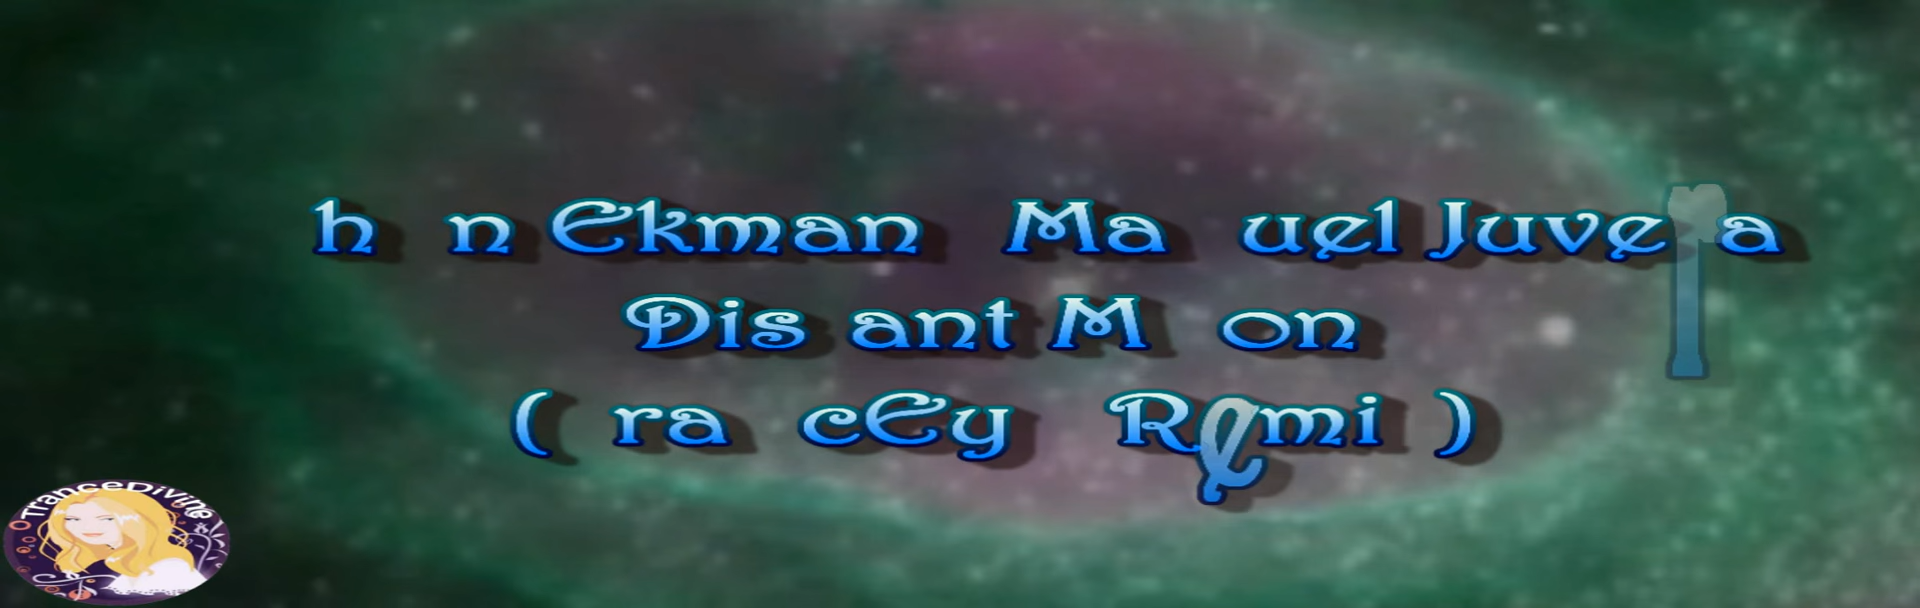 h n Ekman Ma uel Juve r a
Dis ant M on
( ra cEy Remi )
TranceDivine